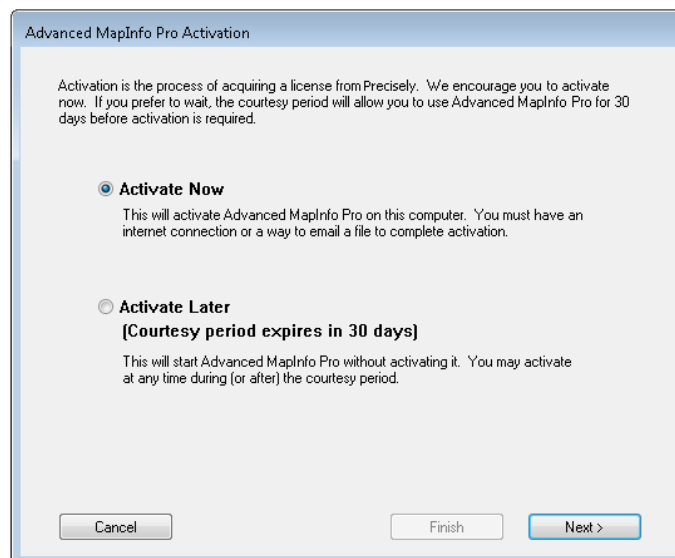 Advanced MapInfo Pro Activation
Activation is the process of acquiring a license from Precisely. We encourage you to activate
now. If you prefer to wait, the courtesy period will allow you to use Advanced MapInfo Pro for 30
days before activation is required.
Activate Now
This will activate Advanced MapInfo Pro on this computer. You must have an
internet connection or a way to email a file to complete activation.
Activate Later
(Courtesy period expires in 30 days)
This will start Advanced MapInfo Pro without activating it. You may activate
at any time during (or after) the courtesy period.
Cancel Finish Next >